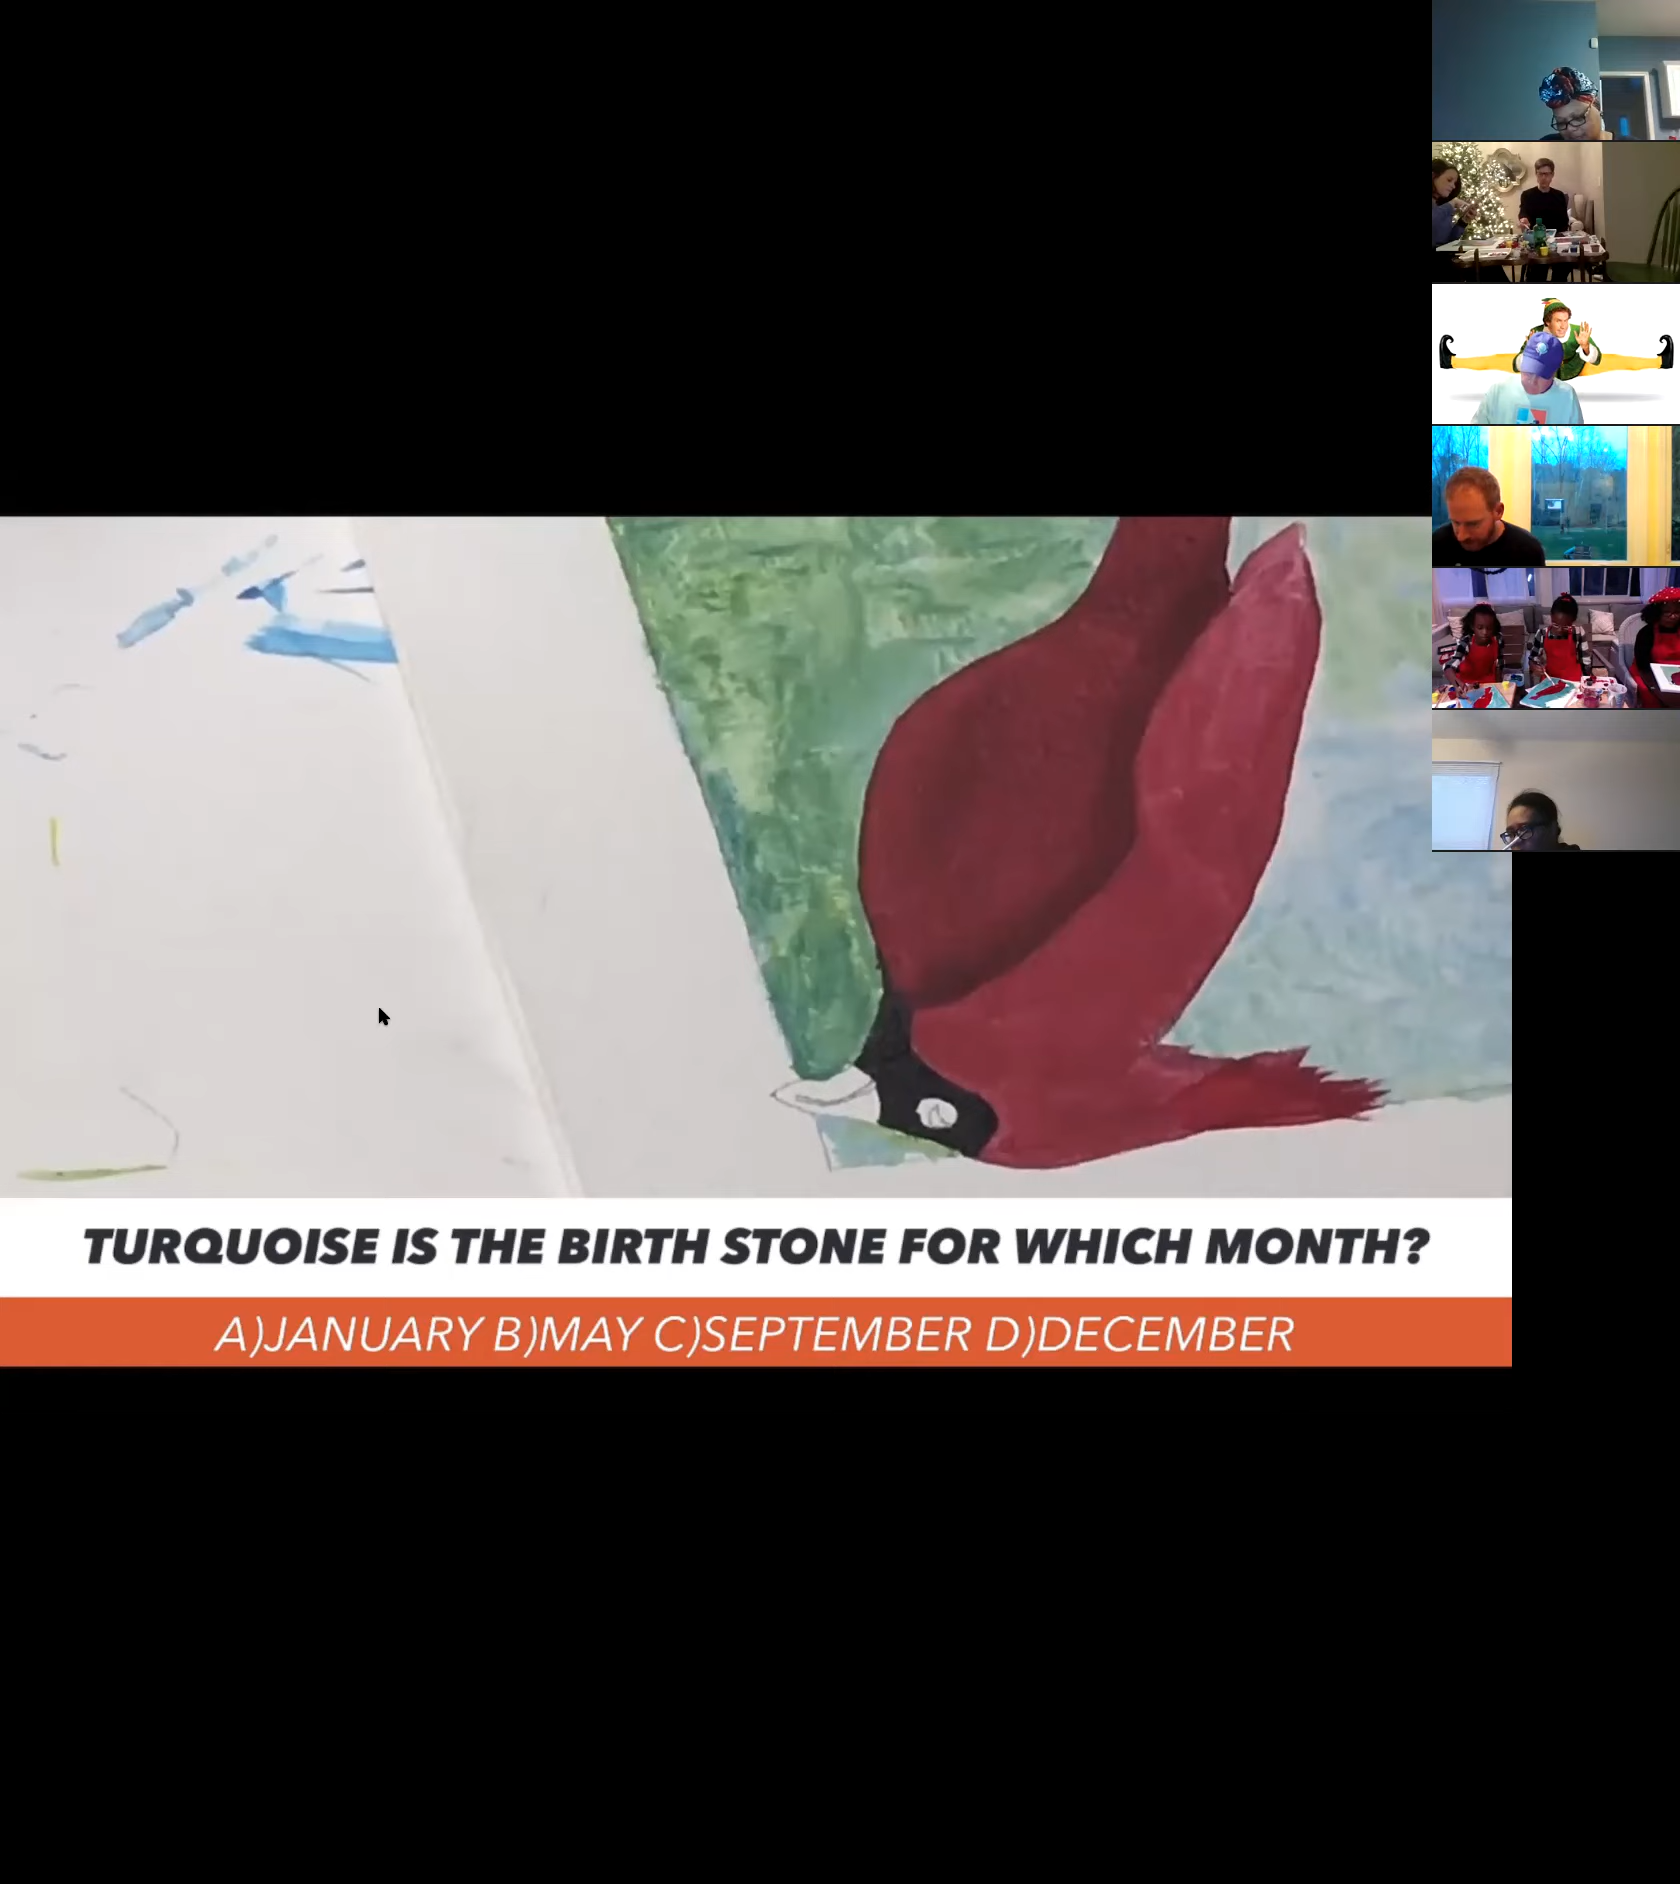 TURQUOISE IS THE BIRTH STONE FOR WHICH MONTH?
A)JANUARY B)MAY C)SEPTEMBER D)DECEMBER